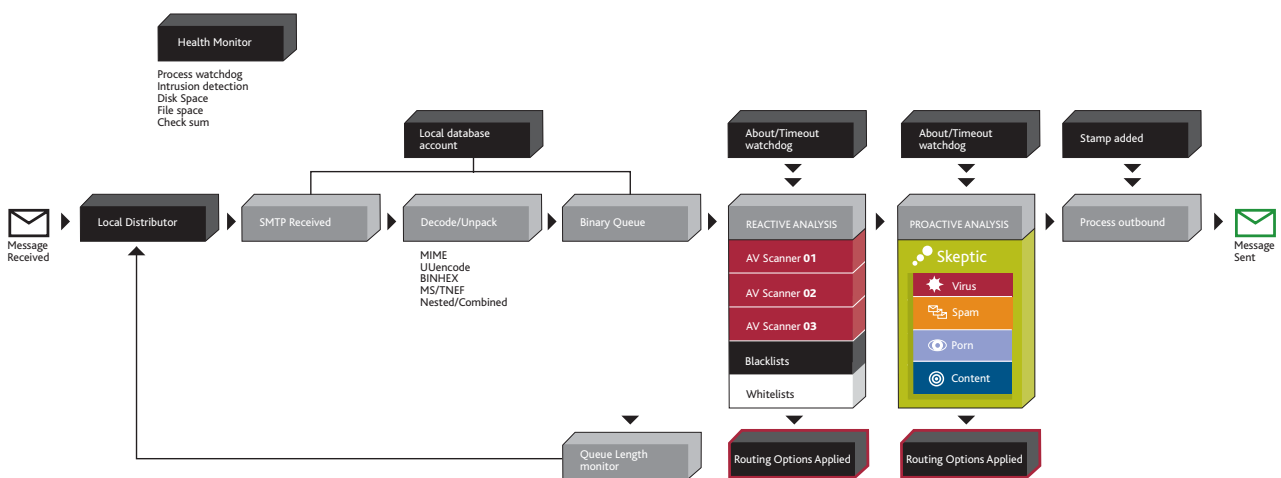 Health Monitor
Process watchdog
Intrusion detection
Disk Space
File space
Check sum
Local database
account
About/Timeout
watchdog
About/Timeout
watchdog
Stamp added
Message
Received
Local Distributor
SMTP Received
Decode/Unpack
MIME
UUencode
BINHEX
MS/TNEF
Nested/Combined
Binary Queue
REACTIVE ANALYSIS
AV Scanner 01
AV Scanner 02
AV Scanner 03
Blacklists
Whitelists
PROACTIVE ANALYSIS
Skeptic
Virus
Spam
Porn
Content
Process outbound
Message
Sent
Queue Length
monitor
Routing Options Applied
Routing Options Applied